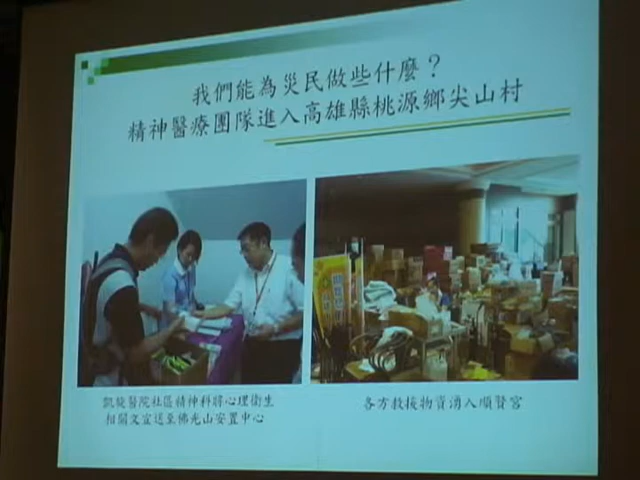 我們能為災民做些什麼？
精神醫療團隊進入高雄縣桃源鄉尖山村
凱旋醫院社區精神科將心理衛生
相關文宣送至佛光山安置中心
各方救援物資湧入順賢宮